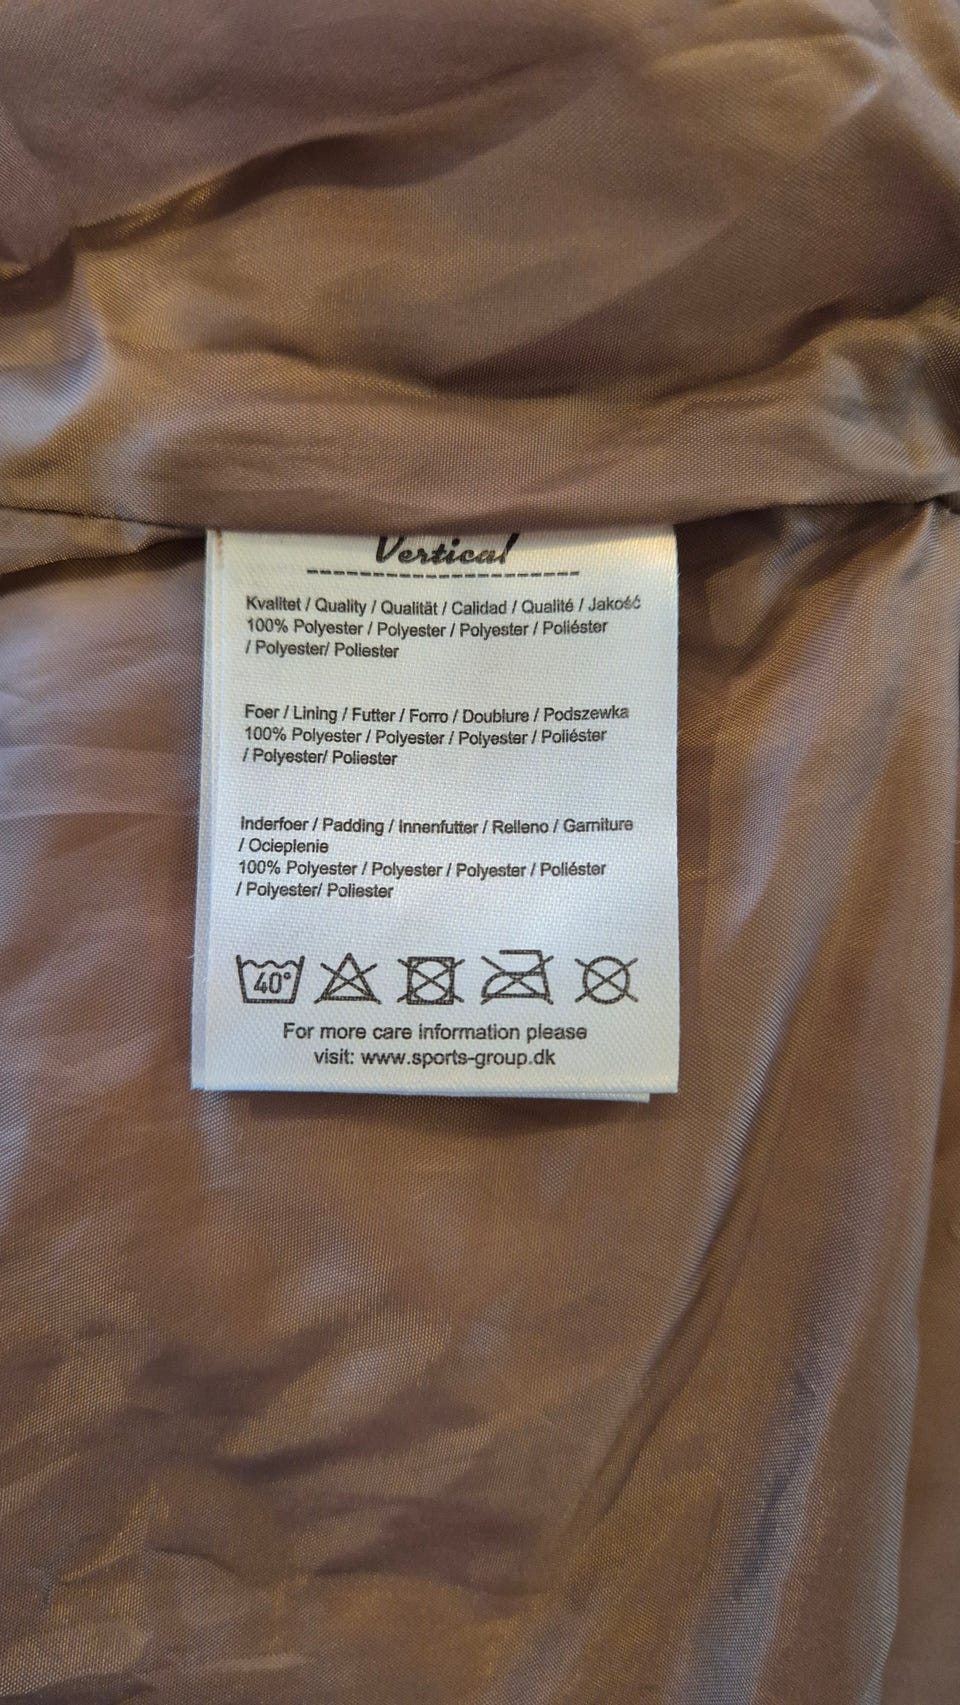 Vertical
Kvalitet / Quality / Qualität / Calidad / Qualité / Jakość
100% Polyester / Polyester / Polyester / Poliéster
/ Polyester/ Poliester
Foer / Lining / Futter / Forro / Doublure / Podszewka
100% Polyester / Polyester / Polyester / Poliéster
/ Polyester/ Poliester
Inderfoer / Padding / Innenfutter / Relleno / Garniture
/ Ocieplenie
100% Polyester / Polyester / Polyester / Poliéster
/ Polyester/ Poliester
40°
For more care information please
visit: www.sports-group.dk